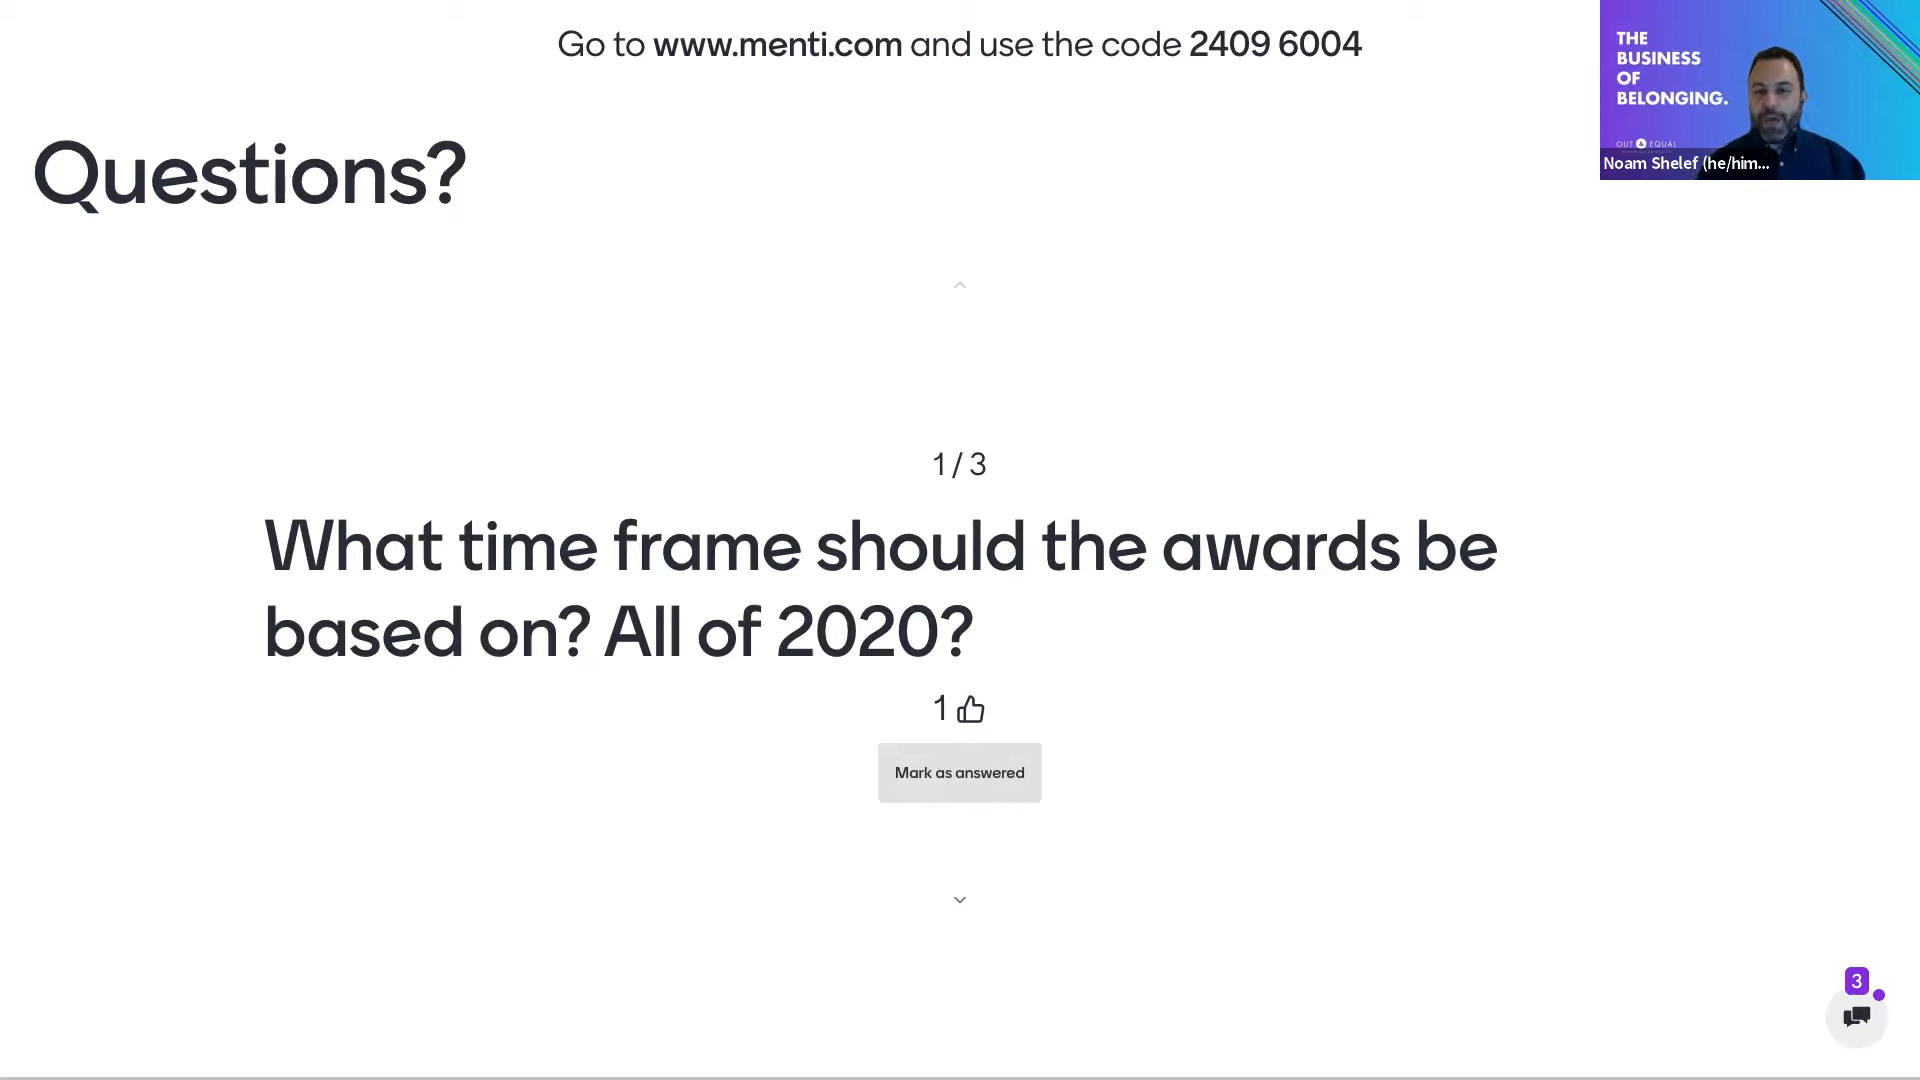 Go to www.menti.com and use the code 2409 6004
THE
BUSINESS
OF
BELONGING.
OUT & EQUAL
Noam Shelef (he/him...
Questions?
1 / 3
What time frame should the awards be
based on? All of 2020?
1
Mark as answered
3